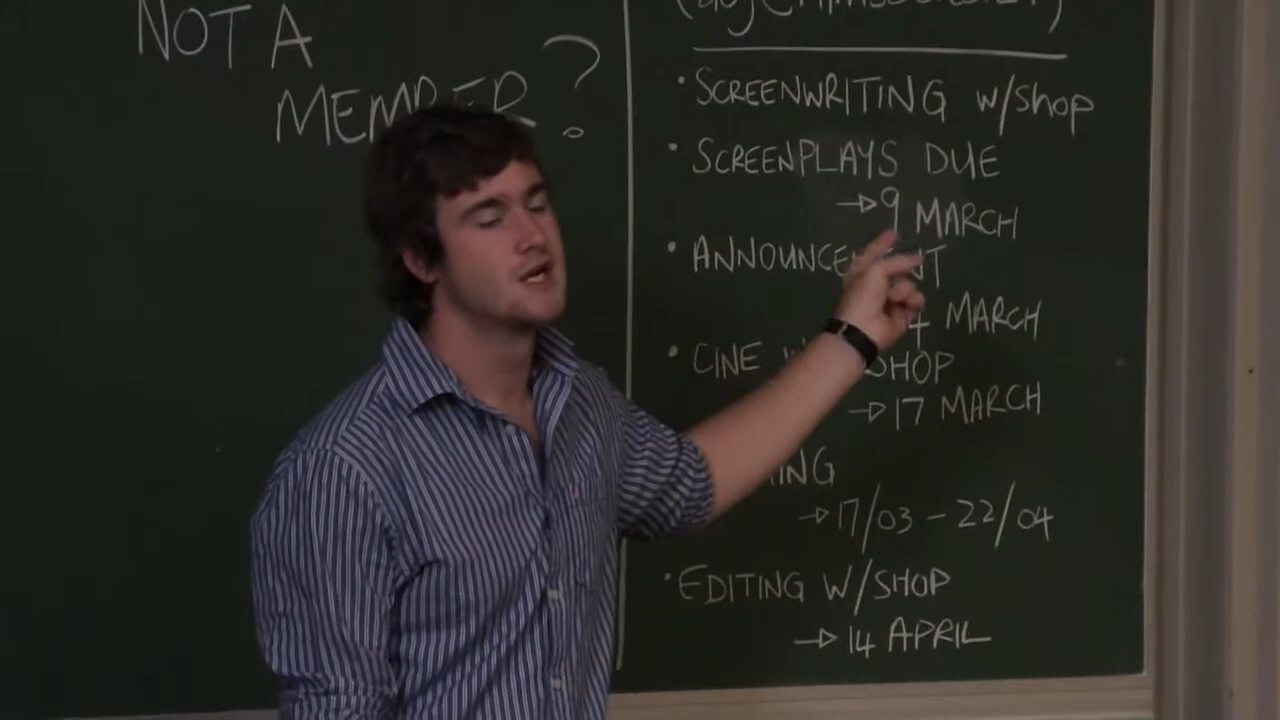 NOT A
MEMBER?
• SCREENWRITING w/shop
• SCREENPLAYS DUE
→ 9 MARCH
• ANNOUNCEMENT
MARCH
• CINE W/SHOP
→ 17 MARCH
→ 17/03 - 22/04
• EDITING W/SHOP
→ 14 APRIL